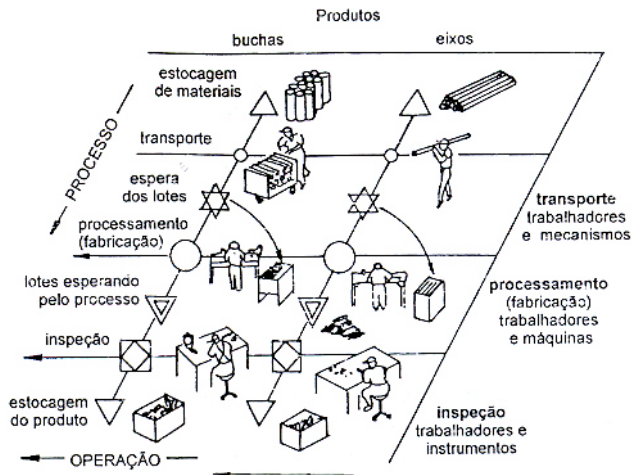 Produtos
buchas
eixos
estocagem
de materiais
PROCESSO
transporte
espera
dos lotes
transporte
trabalhadores
e mecanismos
processamento
(fabricação)
lotes esperando
pelo processo
processamento
(fabricação)
trabalhadores
e máquinas
inspeção
estocagem
do produto
inspeção
trabalhadores e
instrumentos
OPERAÇÃO